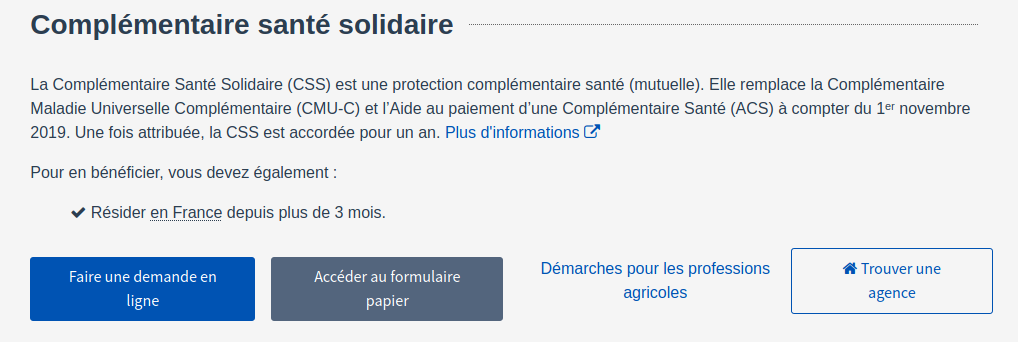 Complémentaire santé solidaire
La Complémentaire Santé Solidaire (CSS) est une protection complémentaire santé (mutuelle). Elle remplace la Complémentaire
Maladie Universelle Complémentaire (CMU-C) et l’Aide au paiement d’une Complémentaire Santé (ACS) à compter du 1er novembre
2019. Une fois attribuée, la CSS est accordée pour un an. Plus d'informations
Pour en bénéficier, vous devez également :
✔ Résider en France depuis plus de 3 mois.
Faire une demande en
ligne
Accéder au formulaire
papier
Démarches pour les professions
agricoles
Trouver une
agence